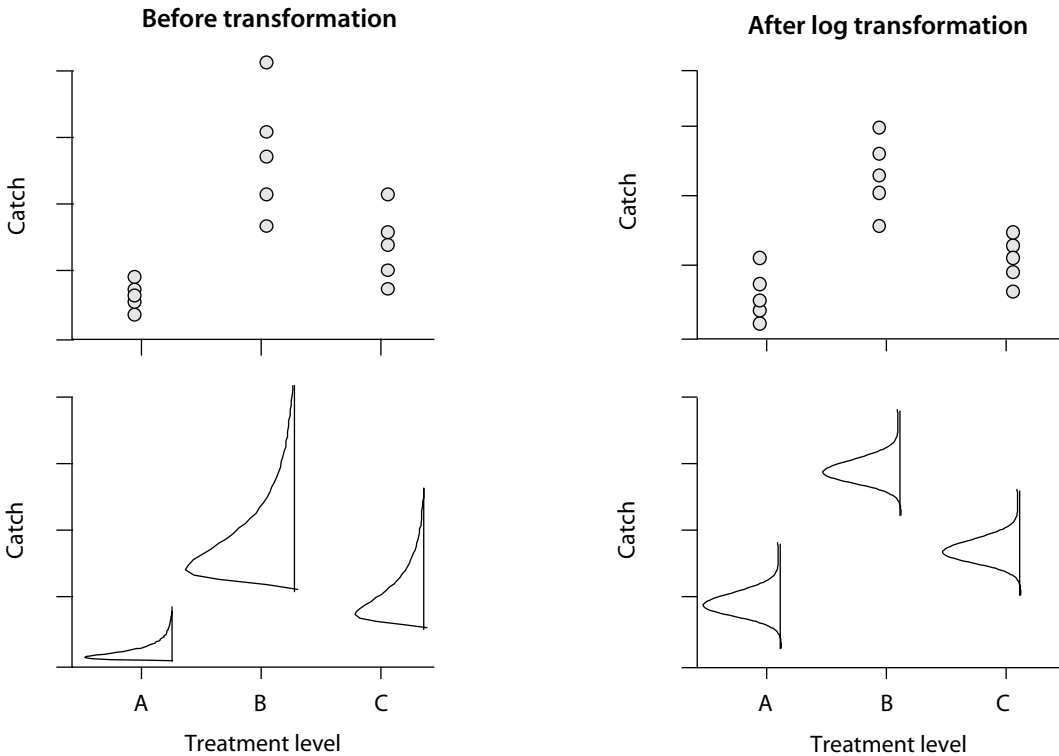 Before transformation
After log transformation
Catch
Catch
Catch
Catch
A B C
A B C
Treatment level
Treatment level